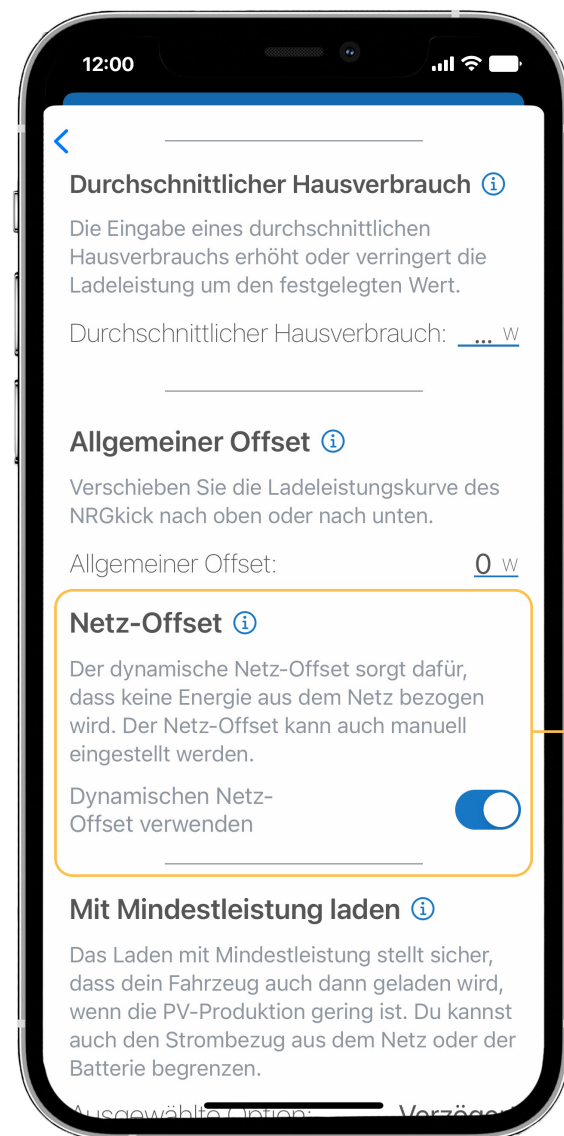 12:00
Durchschnittlicher Hausverbrauch
Die Eingabe eines durchschnittlichen
Hausverbrauchs erhöht oder verringert die
Ladeleistung um den festgelegten Wert.
Durchschnittlicher Hausverbrauch: ... W
Allgemeiner Offset
Verschieben Sie die Ladeleistungskurve des
NRGkick nach oben oder nach unten.
Allgemeiner Offset: 0 W
Netz-Offset
Der dynamische Netz-Offset sorgt dafür,
dass keine Energie aus dem Netz bezogen
wird. Der Netz-Offset kann auch manuell
eingestellt werden.
Dynamischen Netz-
Offset verwenden
Mit Mindestleistung laden
Das Laden mit Mindestleistung stellt sicher,
dass dein Fahrzeug auch dann geladen wird,
wenn die PV-Produktion gering ist. Du kannst
auch den Strombezug aus dem Netz oder der
Batterie begrenzen.
Ausgewählte Option: